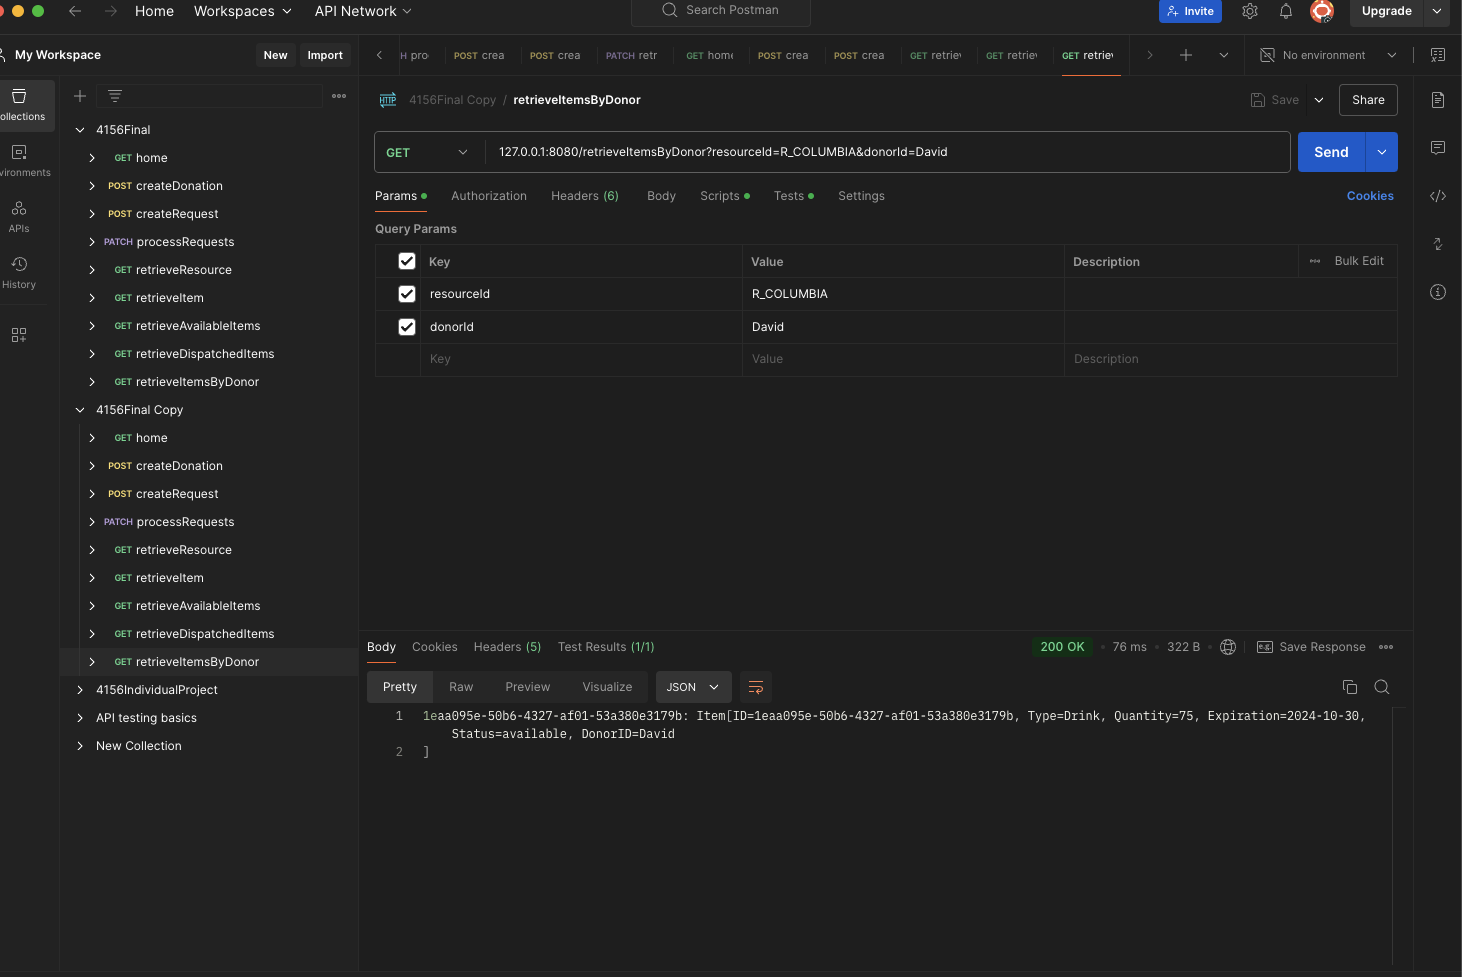 Home Workspaces API Network Search Postman Invite Upgrade
My Workspace New Import
H pro POST crea POST crea PATCH retr GET home POST crea POST crea GET retriev GET retriev GET retriev No environment
ollections
vironments
APIs
History
4156Final
GET home
POST createDonation
POST createRequest
PATCH processRequests
GET retrieveResource
GET retrieveItem
GET retrieveAvailableItems
GET retrieveDispatchedItems
GET retrieveItemsByDonor
4156Final Copy
GET home
POST createDonation
POST createRequest
PATCH processRequests
GET retrieveResource
GET retrieveItem
GET retrieveAvailableItems
GET retrieveDispatchedItems
GET retrieveItemsByDonor
4156IndividualProject
API testing basics
New Collection
HTTP 4156Final Copy / retrieveItemsByDonor Save Share
GET 127.0.0.1:8080/retrieveItemsByDonor?resourceId=R_COLUMBIA&donorId=David Send
Params Authorization Headers (6) Body Scripts Tests Settings Cookies
Query Params
Key Value Description Bulk Edit
resourceId R_COLUMBIA
donorId David
Key Value Description
Body Cookies Headers (5) Test Results (1/1) 200 OK 76 ms 322 B e.g. Save Response
Pretty Raw Preview Visualize JSON
1 1eaa095e-50b6-4327-af01-53a380e3179b: Item[ID=1eaa095e-50b6-4327-af01-53a380e3179b, Type=Drink, Quantity=75, Expiration=2024-10-30,
Status=available, DonorID=David
2 ]